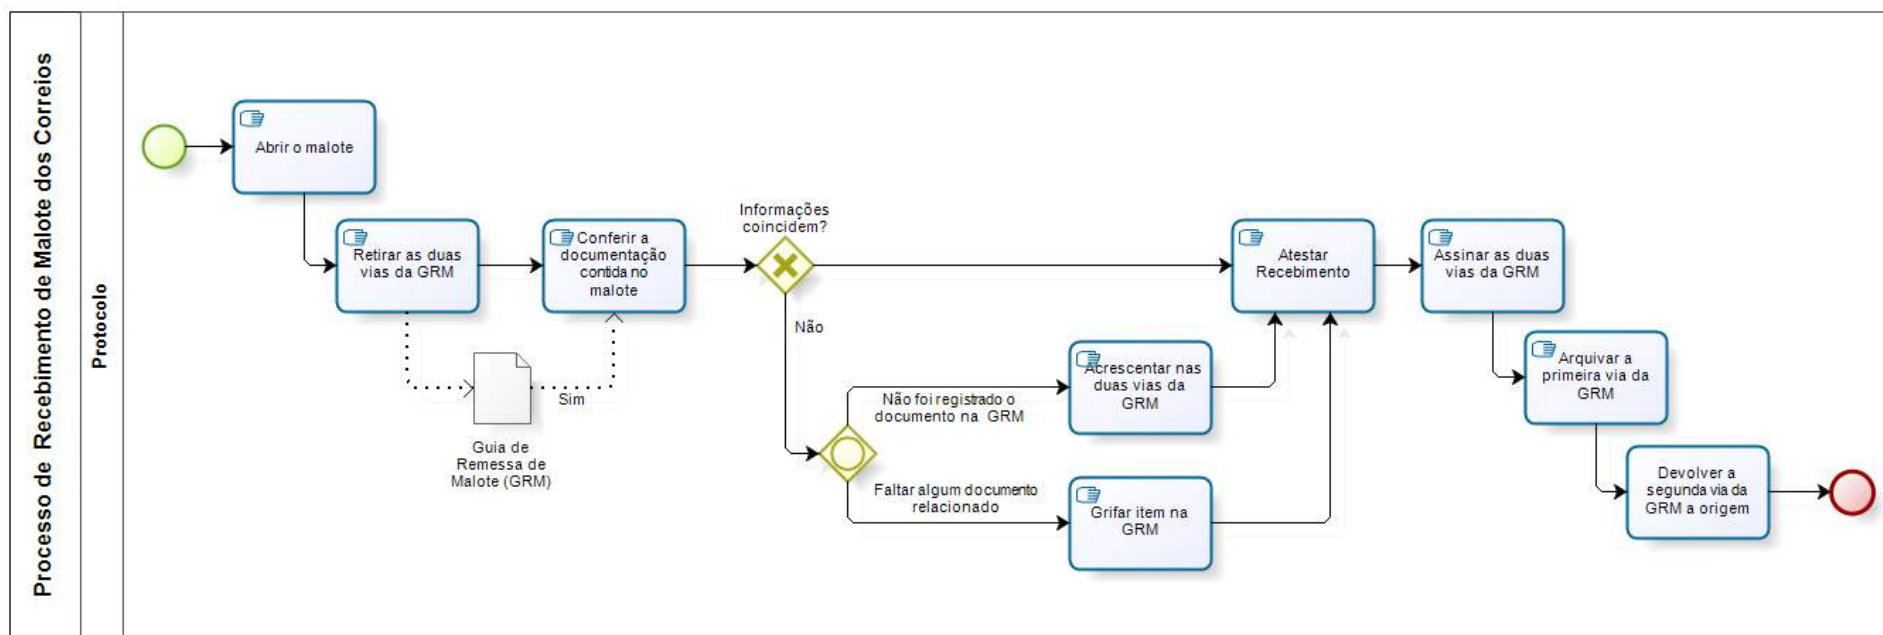 Processo de Recebimento de Malote dos Correios
Protocolo
Abrir o malote
Retirar as duas
vias da GRM
Conferir a
documentação
contida no
malote
Informações
coincidem?
Atestar
Recebimento
Assinar as duas
vias da GRM
Não
Sim
Guia de
Remessa de
Malote (GRM)
Não foi registrado o
documento na GRM
Acrescentar nas
duas vias da
GRM
Faltar algum documento
relacionado
Grifar item na
GRM
Arquivar a
primeira via da
GRM
Devolver a
segunda via da
GRM a origem